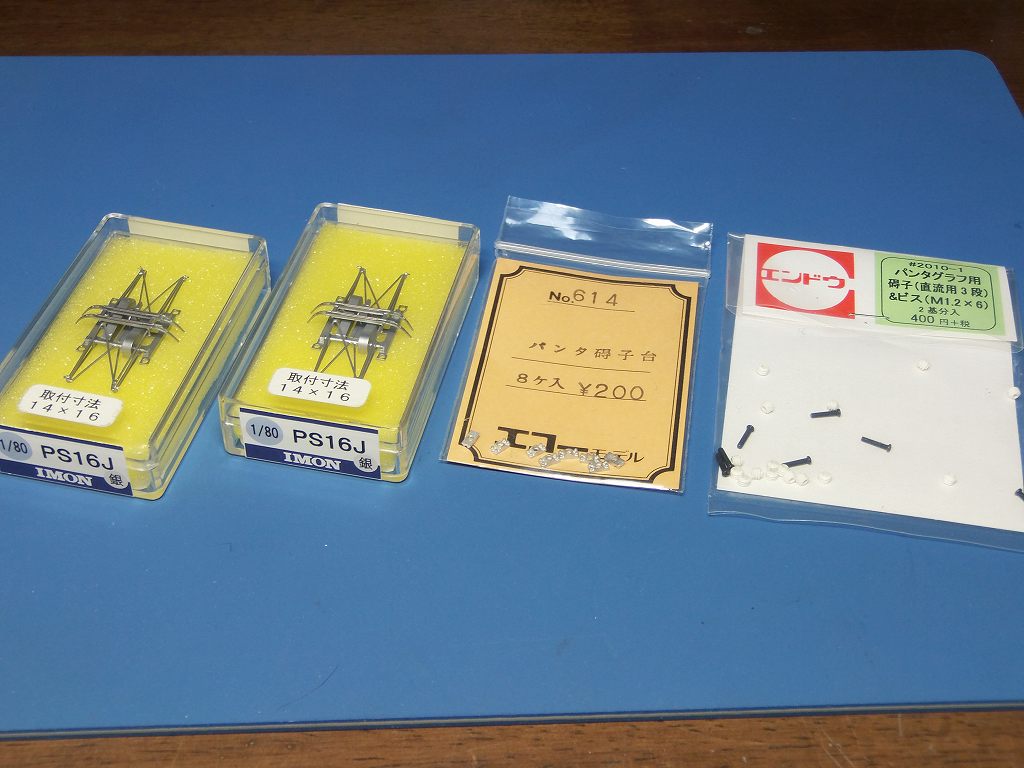 取付寸法
14×16
1/80
PS16J
IMON
銀
取付寸法
14×16
1/80
PS16J
IMON
銀
No.614
パンタ碍子台
8ケ入 ¥200
エコーモデル
エンドウ
#2010-1
パンタグラフ用
碍子(直流用3段)
&ビス(M1.2×6)
2基分入
400円+税